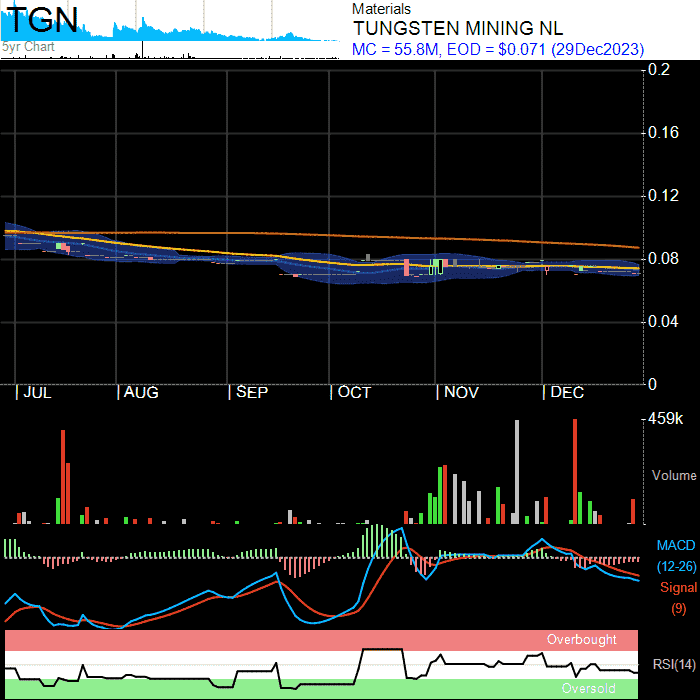 TGN
5yr Chart
Materials
TUNGSTEN MINING NL
MC = 55.8M, EOD = $0.071 (29Dec2023)
0.2
0.16
0.12
0.08
0.04
0
JUL AUG SEP OCT NOV DEC
459k
Volume
MACD
(12-26)
Signal
(9)
Overbought
RSI(14)
Oversold